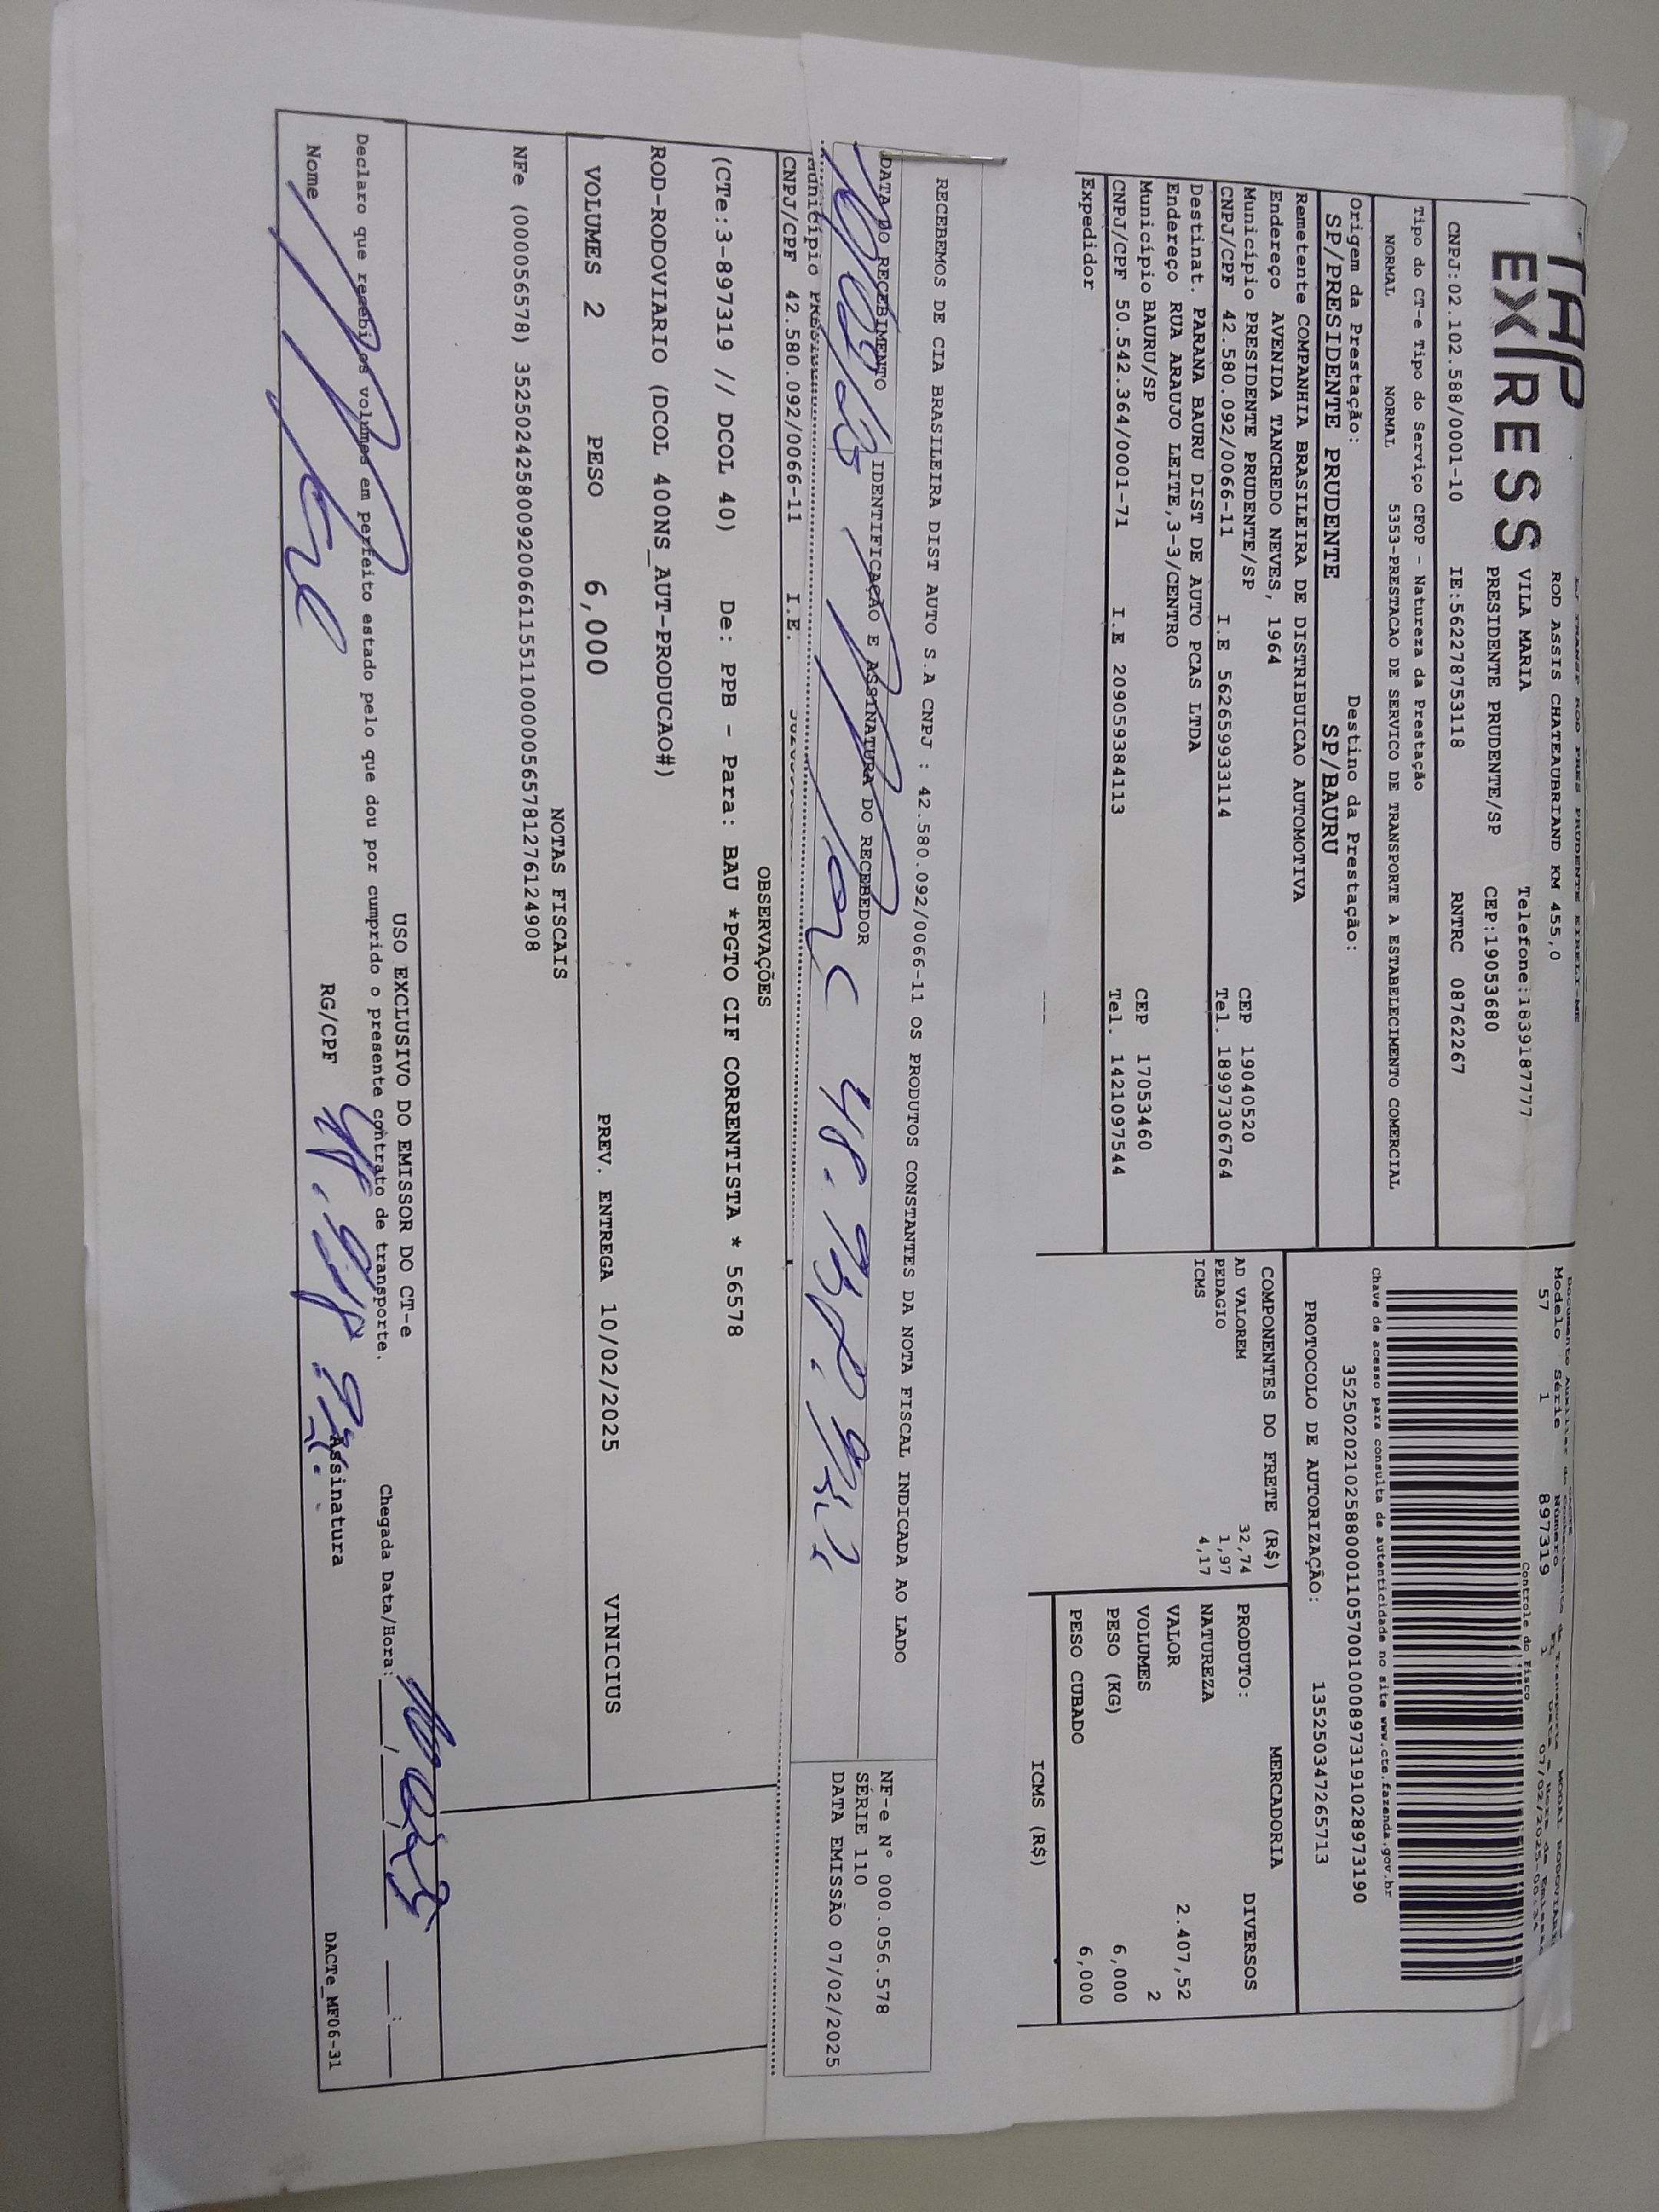 TAP
EXPRESS
ROD ASSIS CHATEAUBRIAND KM 455,0
VILA MARIA Telefone:1839187777
PRESIDENTE PRUDENTE/SP CEP:19053680
CNPJ:02.102.588/0001-10 IE:562278753118 RNTRC 08762267
Tipo do CT-e Tipo do Serviço CFOP - Natureza da Prestação
NORMAL NORMAL 5353-PRESTACAO DE SERVICO DE TRANSPORTE A ESTABELECIMENTO COMERCIAL
Origem da Prestação: Destino da Prestação:
SP/PRESIDENTE PRUDENTE SP/BAURU
Remetente COMPANHIA BRASILEIRA DE DISTRIBUICAO AUTOMOTIVA
Endereço AVENIDA TANCREDO NEVES, 1964
Município PRESIDENTE PRUDENTE/SP CEP 19040520
CNPJ/CPF 42.580.092/0066-11 I.E 562659933114 Tel. 18997306764
Destinat. PARANA BAURU DIST DE AUTO PCAS LTDA
Endereço RUA ARAUJO LEITE,3-3/CENTRO
Município BAURU/SP CEP 17053460
CNPJ/CPF 50.542.364/0001-71 I.E 209059384113 Tel. 1421097544
Expedidor
Modelo Série Número
57 1 897319 1 07/02/2025
Controle do Fisco
Chave de acesso para consulta de autenticidade no site www.cte.fazenda.gov.br
35250202102588000110570010008973191028973190
PROTOCOLO DE AUTORIZAÇÃO: 135250347265713
COMPONENTES DO FRETE (R$)
AD VALOREM 32,74
PEDAGIO 1,97
ICMS 4,17
MERCADORIA
PRODUTO: DIVERSOS
NATUREZA
VALOR 2.407,52
VOLUMES 2
PESO (KG) 6,000
PESO CUBADO 6,000
ICMS (R$)
RECEBEMOS DE CIA BRASILEIRA DIST AUTO S.A CNPJ : 42.580.092/0066-11 OS PRODUTOS CONSTANTES DA NOTA FISCAL INDICADA AO LADO
DATA DO RECEBIMENTO IDENTIFICAÇÃO E ASSINATURA DO RECEBEDOR
NF-e N° 000.056.578
SÉRIE 110
DATA EMISSÃO 07/02/2025
Município
CNPJ/CPF 42.580.092/0066-11 I.E.
OBSERVAÇÕES
(CTe:3-897319 // DCOL 40) De: PPB - Para: BAU *PGTO CIF CORRENTISTA * 56578
ROD-RODOVIARIO (DCOL 400NS_AUT-PRODUCAO#)
VOLUMES 2 PESO 6,000 PREV. ENTREGA 10/02/2025 VINICIUS
NOTAS FISCAIS
NFe (000056578) 35250242580092006611551100000565781276124908
USO EXCLUSIVO DO EMISSOR DO CT-e
Declaro que recebi os volumes em perfeito estado pelo que dou por cumprido o presente contrato de transporte. Chegada Data/Hora:
Nome RG/CPF Assinatura
DACTe_MF06-31